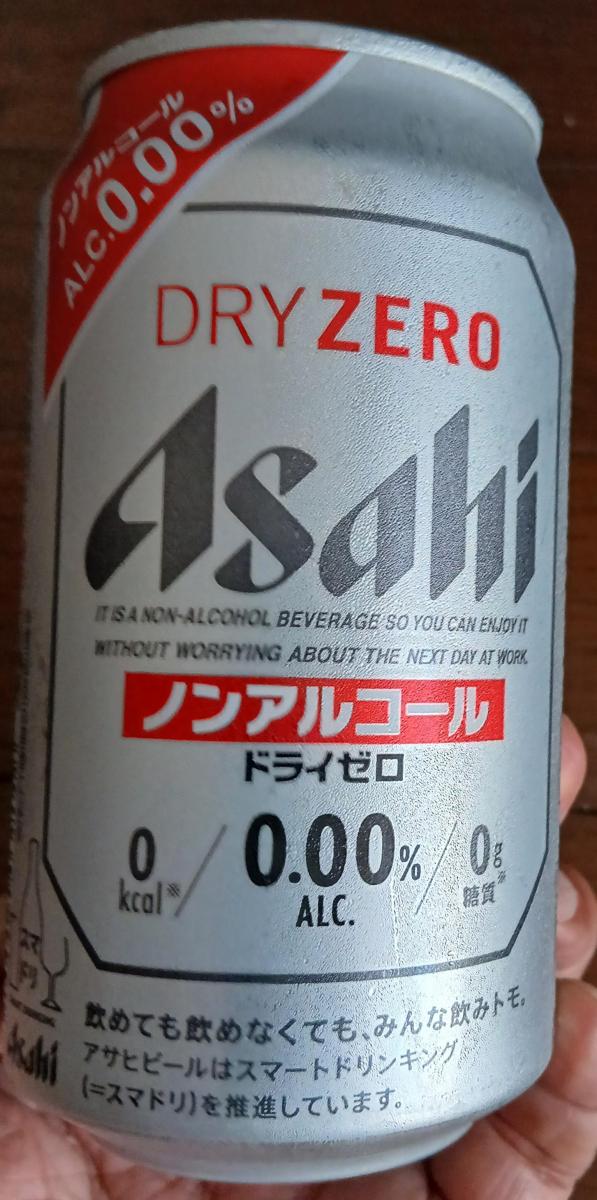 ノンアルコール
ALC.0.00%
DRY ZERO
Asahi
IT IS A NON-ALCOHOL BEVERAGE SO YOU CAN ENJOY IT
WITHOUT WORRYING ABOUT THE NEXT DAY AT WORK.
ノンアルコール
ドライゼロ
0 kcal※ / 0.00% ALC. / 0g 糖質※
スマ
ドリ
Asahi
飲めても飲めなくても、みんな飲みトモ。
アサヒビールはスマートドリンキング
(=スマドリ)を推進しています。